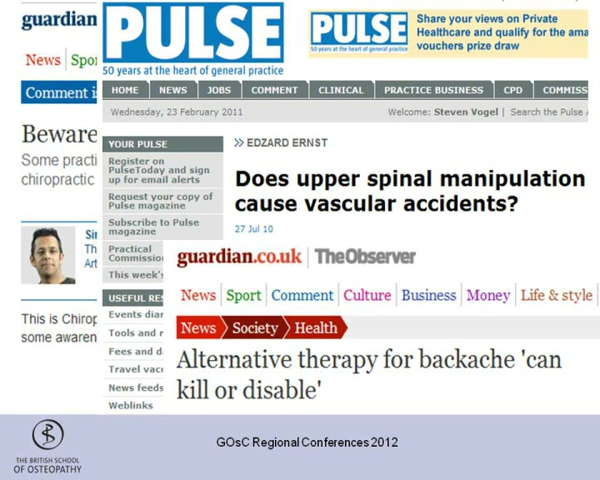 guardian
News Spo
Comment i
Beware
Some practi
chiropractic
Si
Th
Art
This is Chirop
some awaren
PULSE
50 years at the heart of general practice
PULSE
50 years at the heart of general practice
Share your views on Private
Healthcare and qualify for the ama
vouchers prize draw
HOME NEWS JOBS COMMENT CLINICAL PRACTICE BUSINESS CPD COMMISS
Wednesday, 23 February 2011 Welcome: Steven Vogel | Search the Pulse
YOUR PULSE
Register on
PulseToday and sign
up for email alerts
Request your copy of
Pulse magazine
Subscribe to Pulse
magazine
Practical
Commissio
This week'
USEFUL RES
Events diar
Tools and r
Fees and d
Travel vacc
News feeds
Weblinks
>> EDZARD ERNST
Does upper spinal manipulation
cause vascular accidents?
27 Jul 10
guardian.co.uk | TheObserver
News Sport Comment Culture Business Money Life & style
News Society Health
Alternative therapy for backache 'can
kill or disable'
THE BRITISH SCHOOL
OF OSTEOPATHY
GOsC Regional Conferences 2012